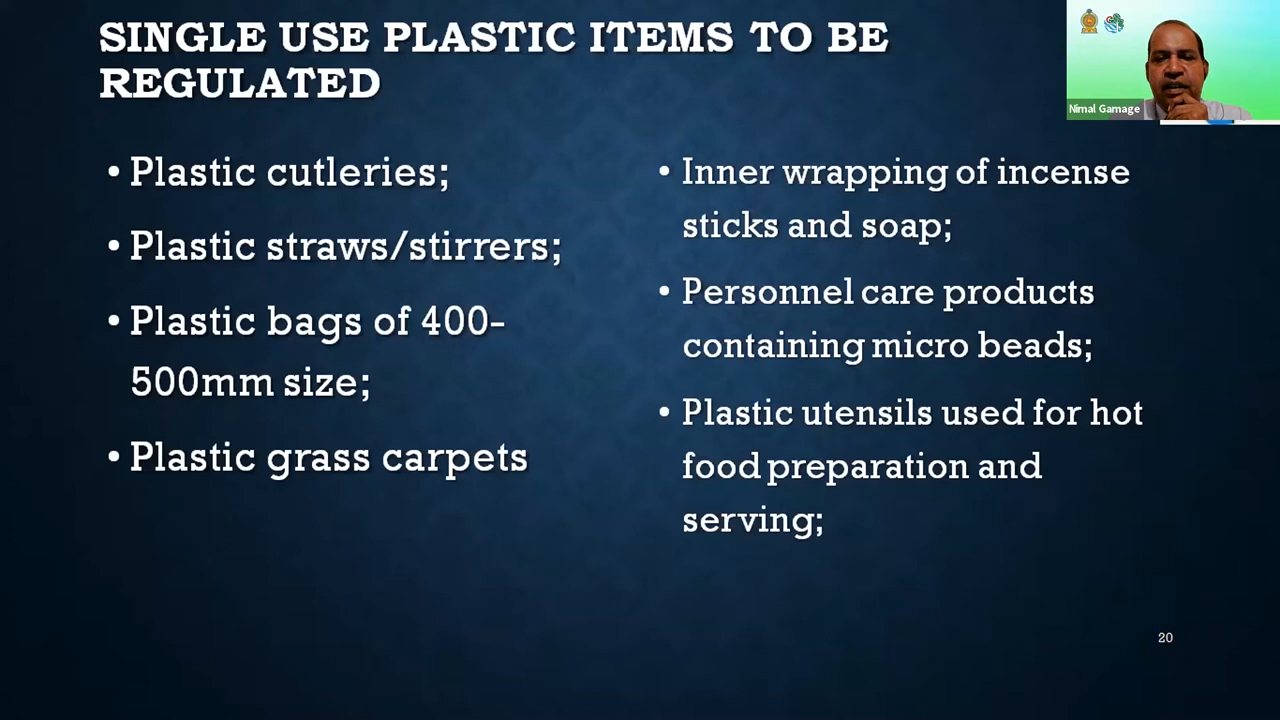 SINGLE USE PLASTIC ITEMS TO BE
REGULATED
• Plastic cutleries;
• Plastic straws/stirrers;
• Plastic bags of 400-
500mm size;
• Plastic grass carpets
• Inner wrapping of incense
sticks and soap;
• Personnel care products
containing micro beads;
• Plastic utensils used for hot
food preparation and
serving;
Nimal Gamage
20